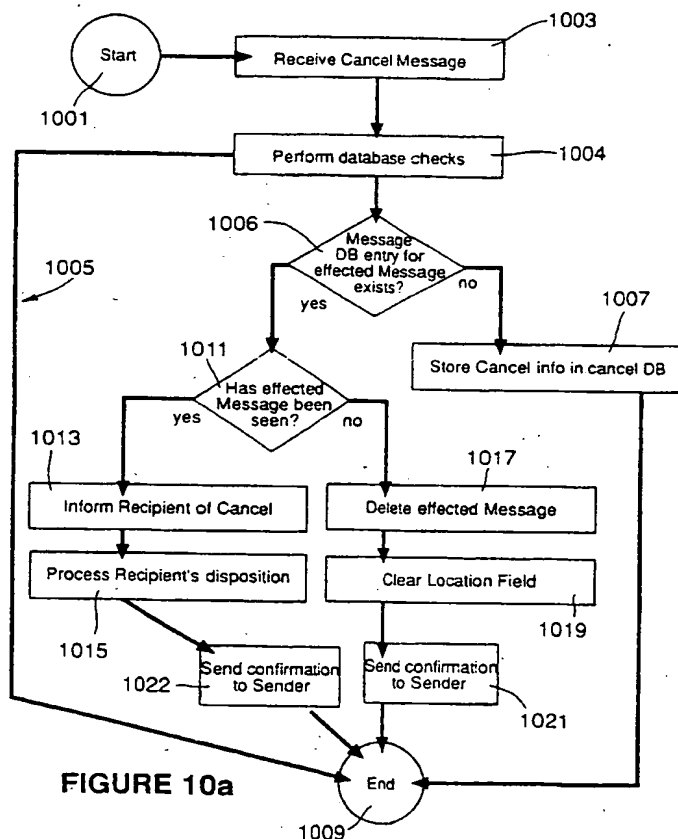 1003
Start
Receive Cancel Message
1001
Perform database checks
1004
1006
Message
DB entry for
effected Message
exists?
1005
yes
no
1007
Store Cancel info in cancel DB
1011
Has effected
Message been
seen?
yes
no
1013
1017
Inform Recipient of Cancel
Delete effected Message
Process Recipient's disposition
Clear Location Field
1015
1019
Send confirmation
to Sender
1022
Send confirmation
to Sender
1021
FIGURE 10a
End
1009